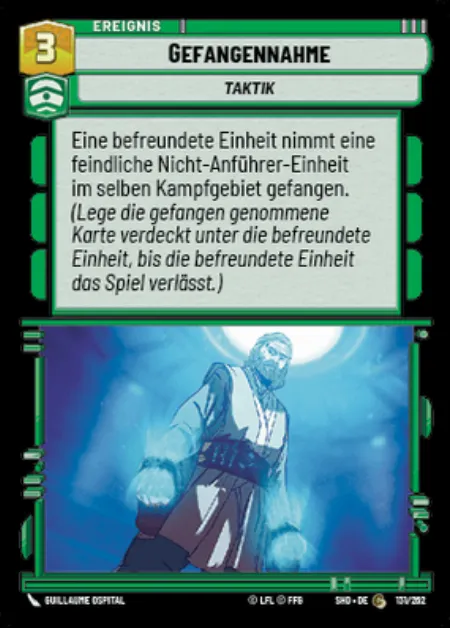 EREIGNIS
3
GEFANGENNAHME
TAKTIK
Eine befreundete Einheit nimmt eine
feindliche Nicht-Anführer-Einheit
im selben Kampfgebiet gefangen.
(Lege die gefangen genommene
Karte verdeckt unter die befreundete
Einheit, bis die befreundete Einheit
das Spiel verlässt.)
GUILLAUME OSPITAL
© LFL © FFG
SHD • DE C 131/262